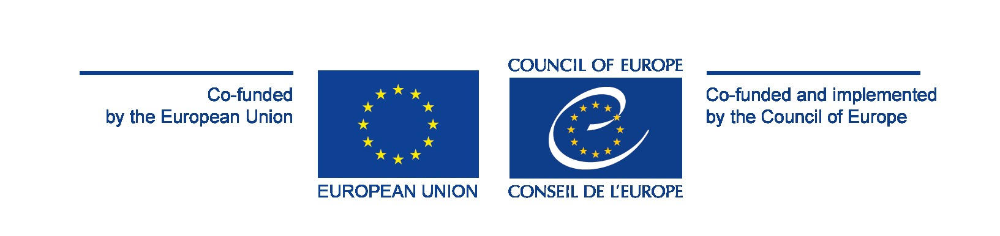 Co-funded
by the European Union
EUROPEAN UNION
COUNCIL OF EUROPE
CONSEIL DE L'EUROPE
Co-funded and implemented
by the Council of Europe